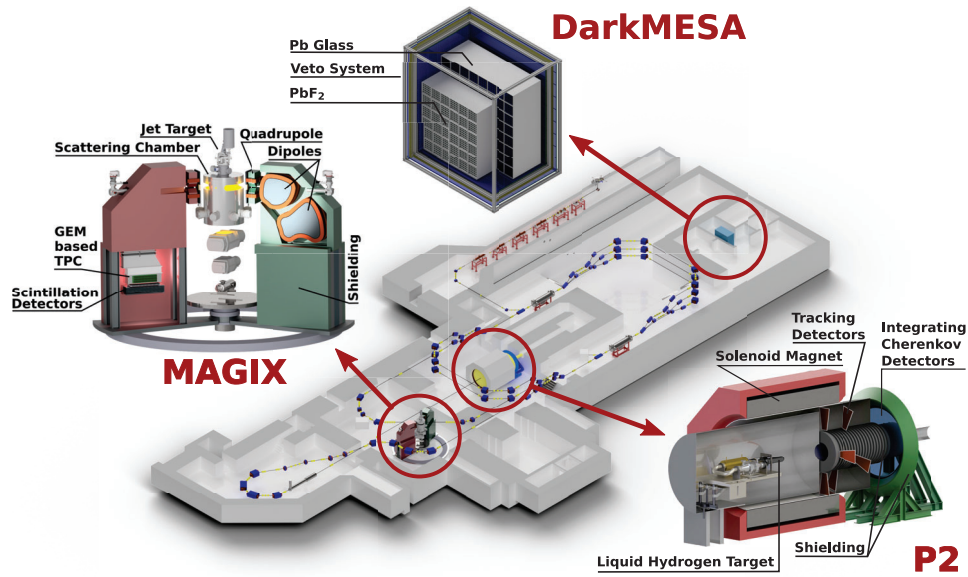 DarkMESA
Pb Glass
Veto System
PbF₂
Jet Target
Scattering Chamber
Quadrupole
Dipoles
GEM
based
TPC
Scintillation
Detectors
Shielding
MAGIX
Tracking
Detectors
Integrating
Cherenkov
Detectors
Solenoid Magnet
Liquid Hydrogen Target
Shielding
P2